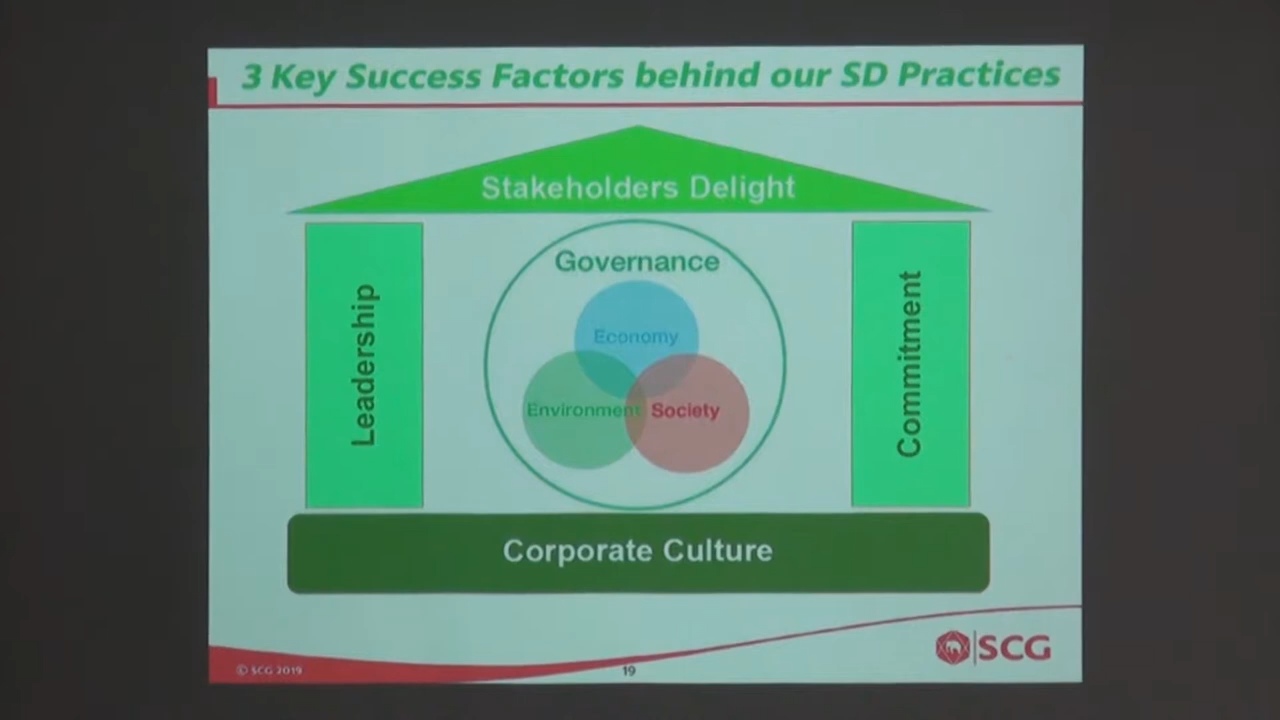 3 Key Success Factors behind our SD Practices
Stakeholders Delight
Governance
Leadership
Economy
Environment
Society
Commitment
Corporate Culture
© SCG 2019
19
SCG